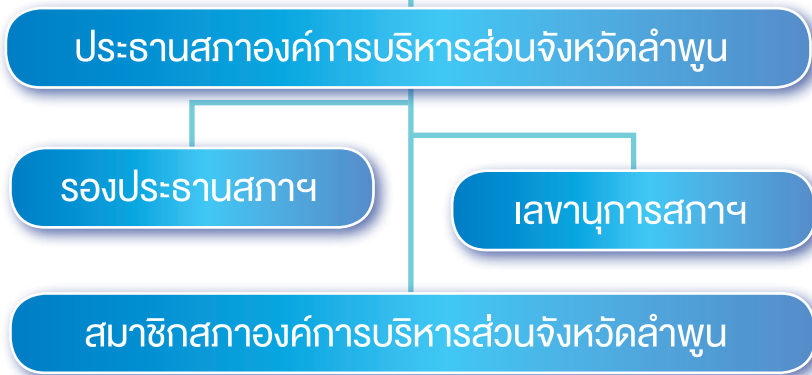 ประธานสภาองค์การบริหารส่วนจังหวัดลำพูน
รองประธานสภาฯ
เลขานุการสภาฯ
สมาชิกสภาองค์การบริหารส่วนจังหวัดลำพูน